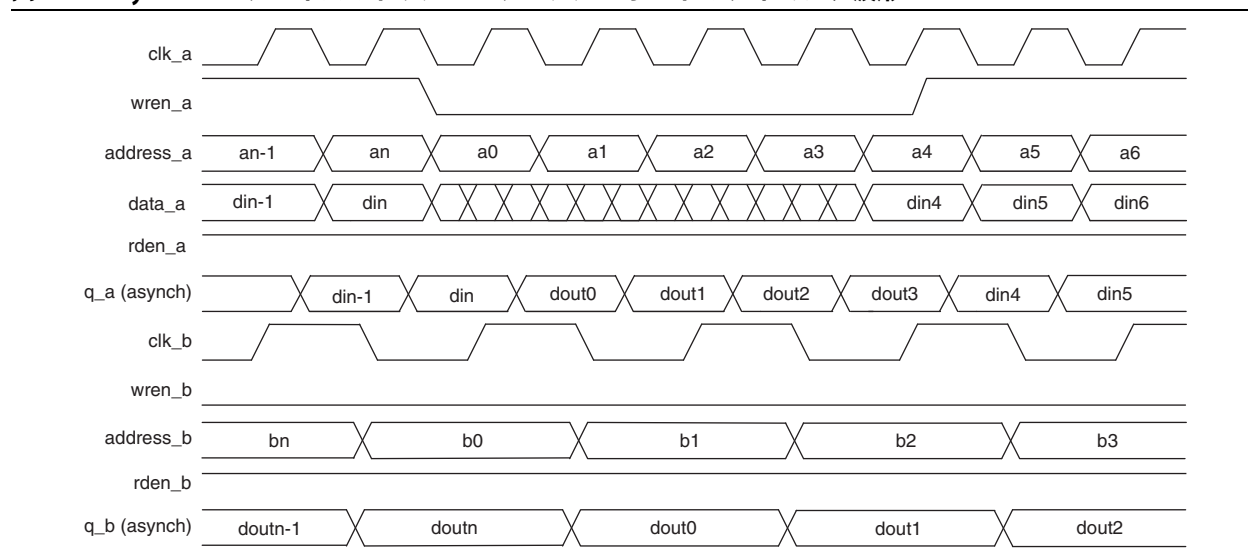 clk_a
wren_a
address_a an-1 an a0 a1 a2 a3 a4 a5 a6
data_a din-1 din din4 din5 din6
rden_a
q_a (asynch) din-1 din dout0 dout1 dout2 dout3 din4 din5
clk_b
wren_b
address_b bn b0 b1 b2 b3
rden_b
q_b (asynch) doutn-1 doutn dout0 dout1 dout2